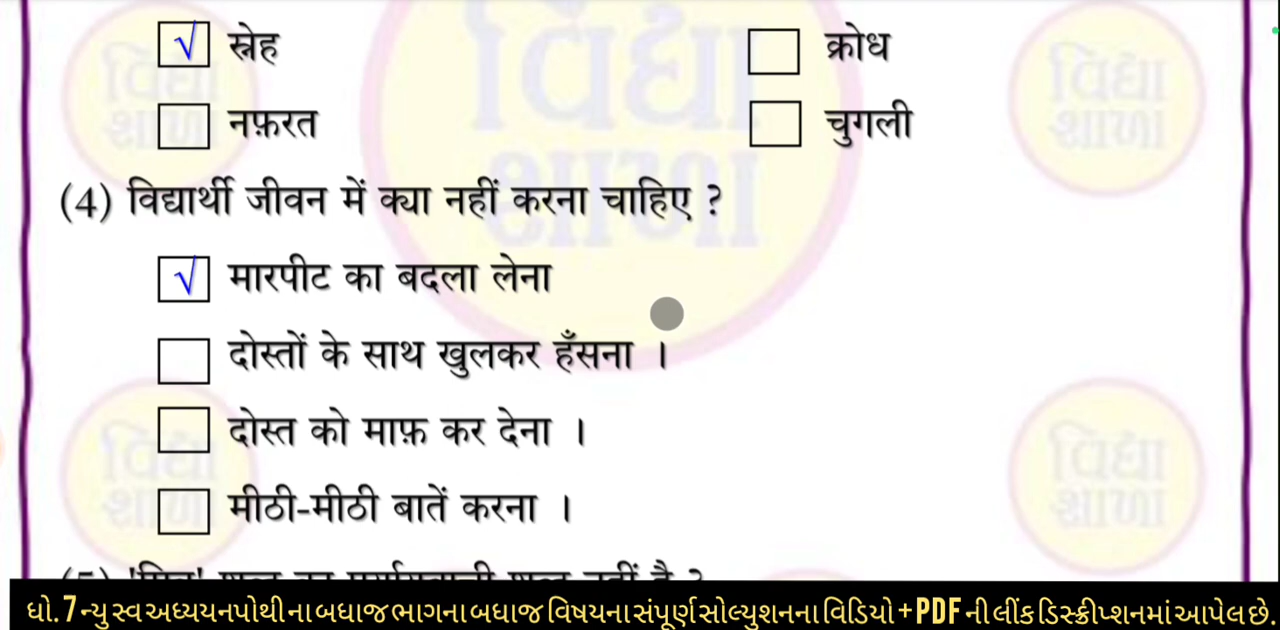 √ स्नेह
क्रोध
नफ़रत
चुगली
(4) विद्यार्थी जीवन में क्या नहीं करना चाहिए ?
√ मारपीट का बदला लेना
दोस्तों के साथ खुलकर हँसना ।
दोस्त को माफ़ कर देना ।
मीठी-मीठी बातें करना ।
ધો. 7 ન્યુ સ્વઅધ્યયનપોથી ના બધાજ ભાગના બધાજ વિષયના સંપૂર્ણ સોલ્યુશનના વિડિયો + PDF ની લીંક ડિસ્ક્રીપ્શનમાં આપેલ છે.
વિદ્યા
શાળા
વિદ્યા
શાળા
વિદ્યા
શાળા
વિદ્યા
શાળા
વિદ્યા
શાળા